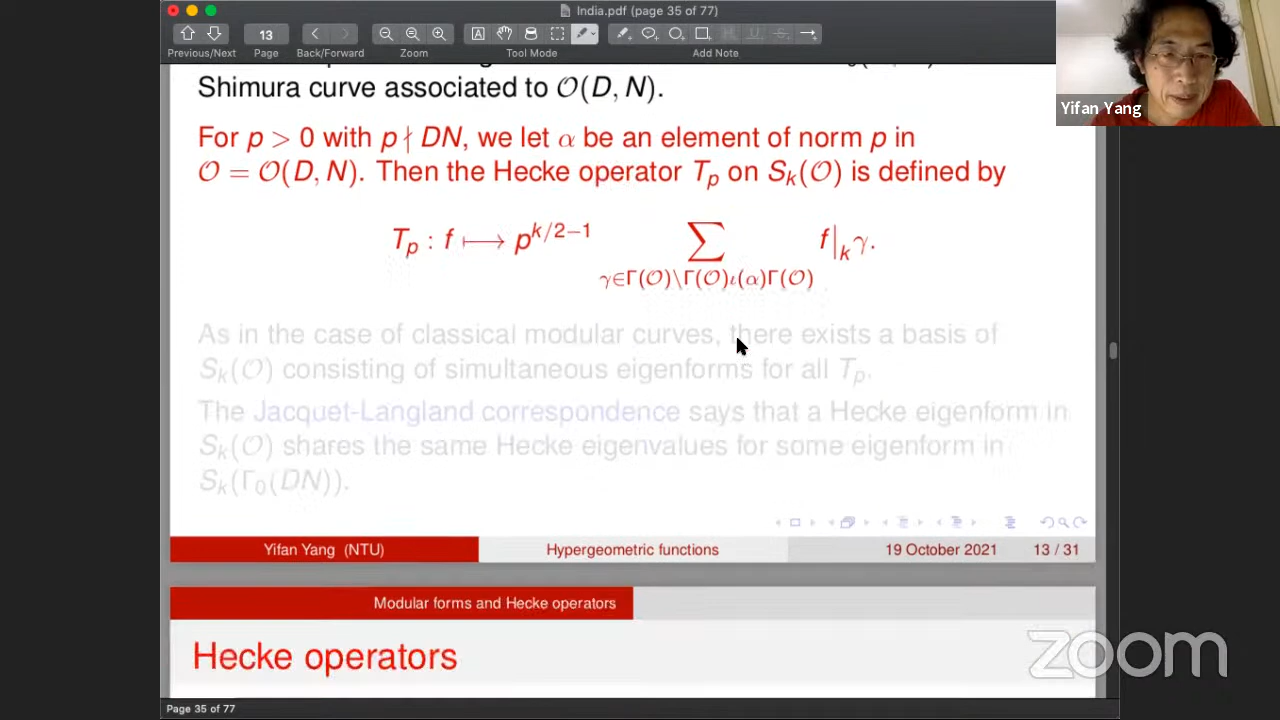 India.pdf (page 35 of 77)
13
Previous/Next Page Back/Forward Zoom Tool Mode Add Note
Shimura curve associated to 𝒪(D, N).
For p > 0 with p ∤ DN, we let α be an element of norm p in
𝒪 = 𝒪(D, N). Then the Hecke operator T_p on S_k(𝒪) is defined by
T_p : f ⟼ p^{k/2−1} ∑_{γ∈Γ(𝒪)\Γ(𝒪)ι(α)Γ(𝒪)} f|_k γ.
As in the case of classical modular curves, there exists a basis of
S_k(𝒪) consisting of simultaneous eigenforms for all T_p.
The Jacquet-Langland correspondence says that a Hecke eigenform in
S_k(𝒪) shares the same Hecke eigenvalues for some eigenform in
S_k(Γ_0(DN)).
Yifan Yang (NTU) Hypergeometric functions 19 October 2021 13 / 31
Modular forms and Hecke operators
Hecke operators
Page 35 of 77
Yifan Yang
zoom